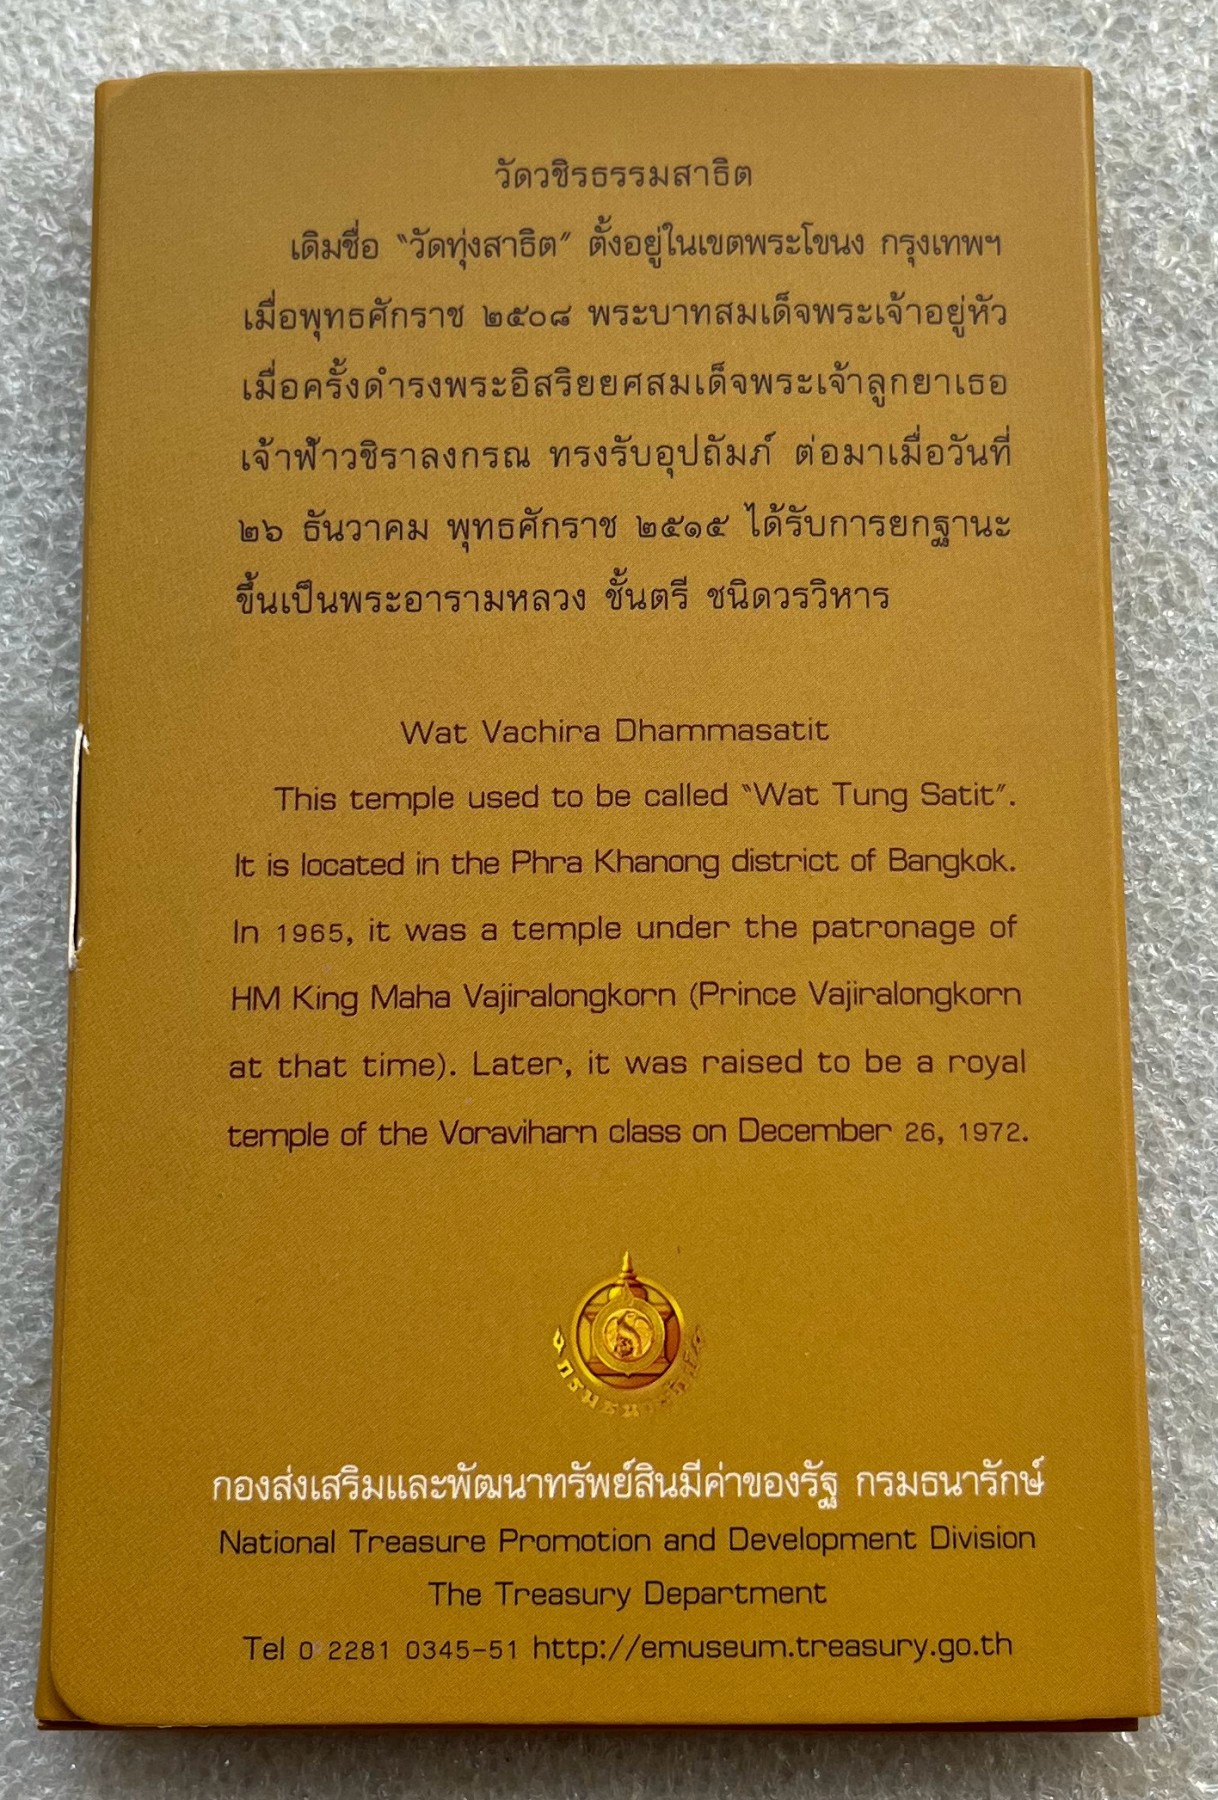 วัดวชิรธรรมสาธิต
เดิมชื่อ "วัดทุ่งสาธิต" ตั้งอยู่ในเขตพระโขนง กรุงเทพฯ
เมื่อพุทธศักราช ๒๕๐๘ พระบาทสมเด็จพระเจ้าอยู่หัว
เมื่อครั้งดำรงพระอิสริยยศสมเด็จพระเจ้าลูกยาเธอ
เจ้าฟ้าวชิราลงกรณ ทรงรับอุปถัมภ์ ต่อมาเมื่อวันที่
๒๖ ธันวาคม พุทธศักราช ๒๕๑๕ ได้รับการยกฐานะ
ขึ้นเป็นพระอารามหลวง ชั้นตรี ชนิดวรวิหาร
Wat Vachira Dhammasatit
This temple used to be called "Wat Tung Satit".
It is located in the Phra Khanong district of Bangkok.
In 1965, it was a temple under the patronage of
HM King Maha Vajiralongkorn (Prince Vajiralongkorn
at that time). Later, it was raised to be a royal
temple of the Voraviharn class on December 26, 1972.
กรมธนารักษ์
กองส่งเสริมและพัฒนาทรัพย์สินมีค่าของรัฐ กรมธนารักษ์
National Treasure Promotion and Development Division
The Treasury Department
Tel 0 2281 0345-51 http://emuseum.treasury.go.th